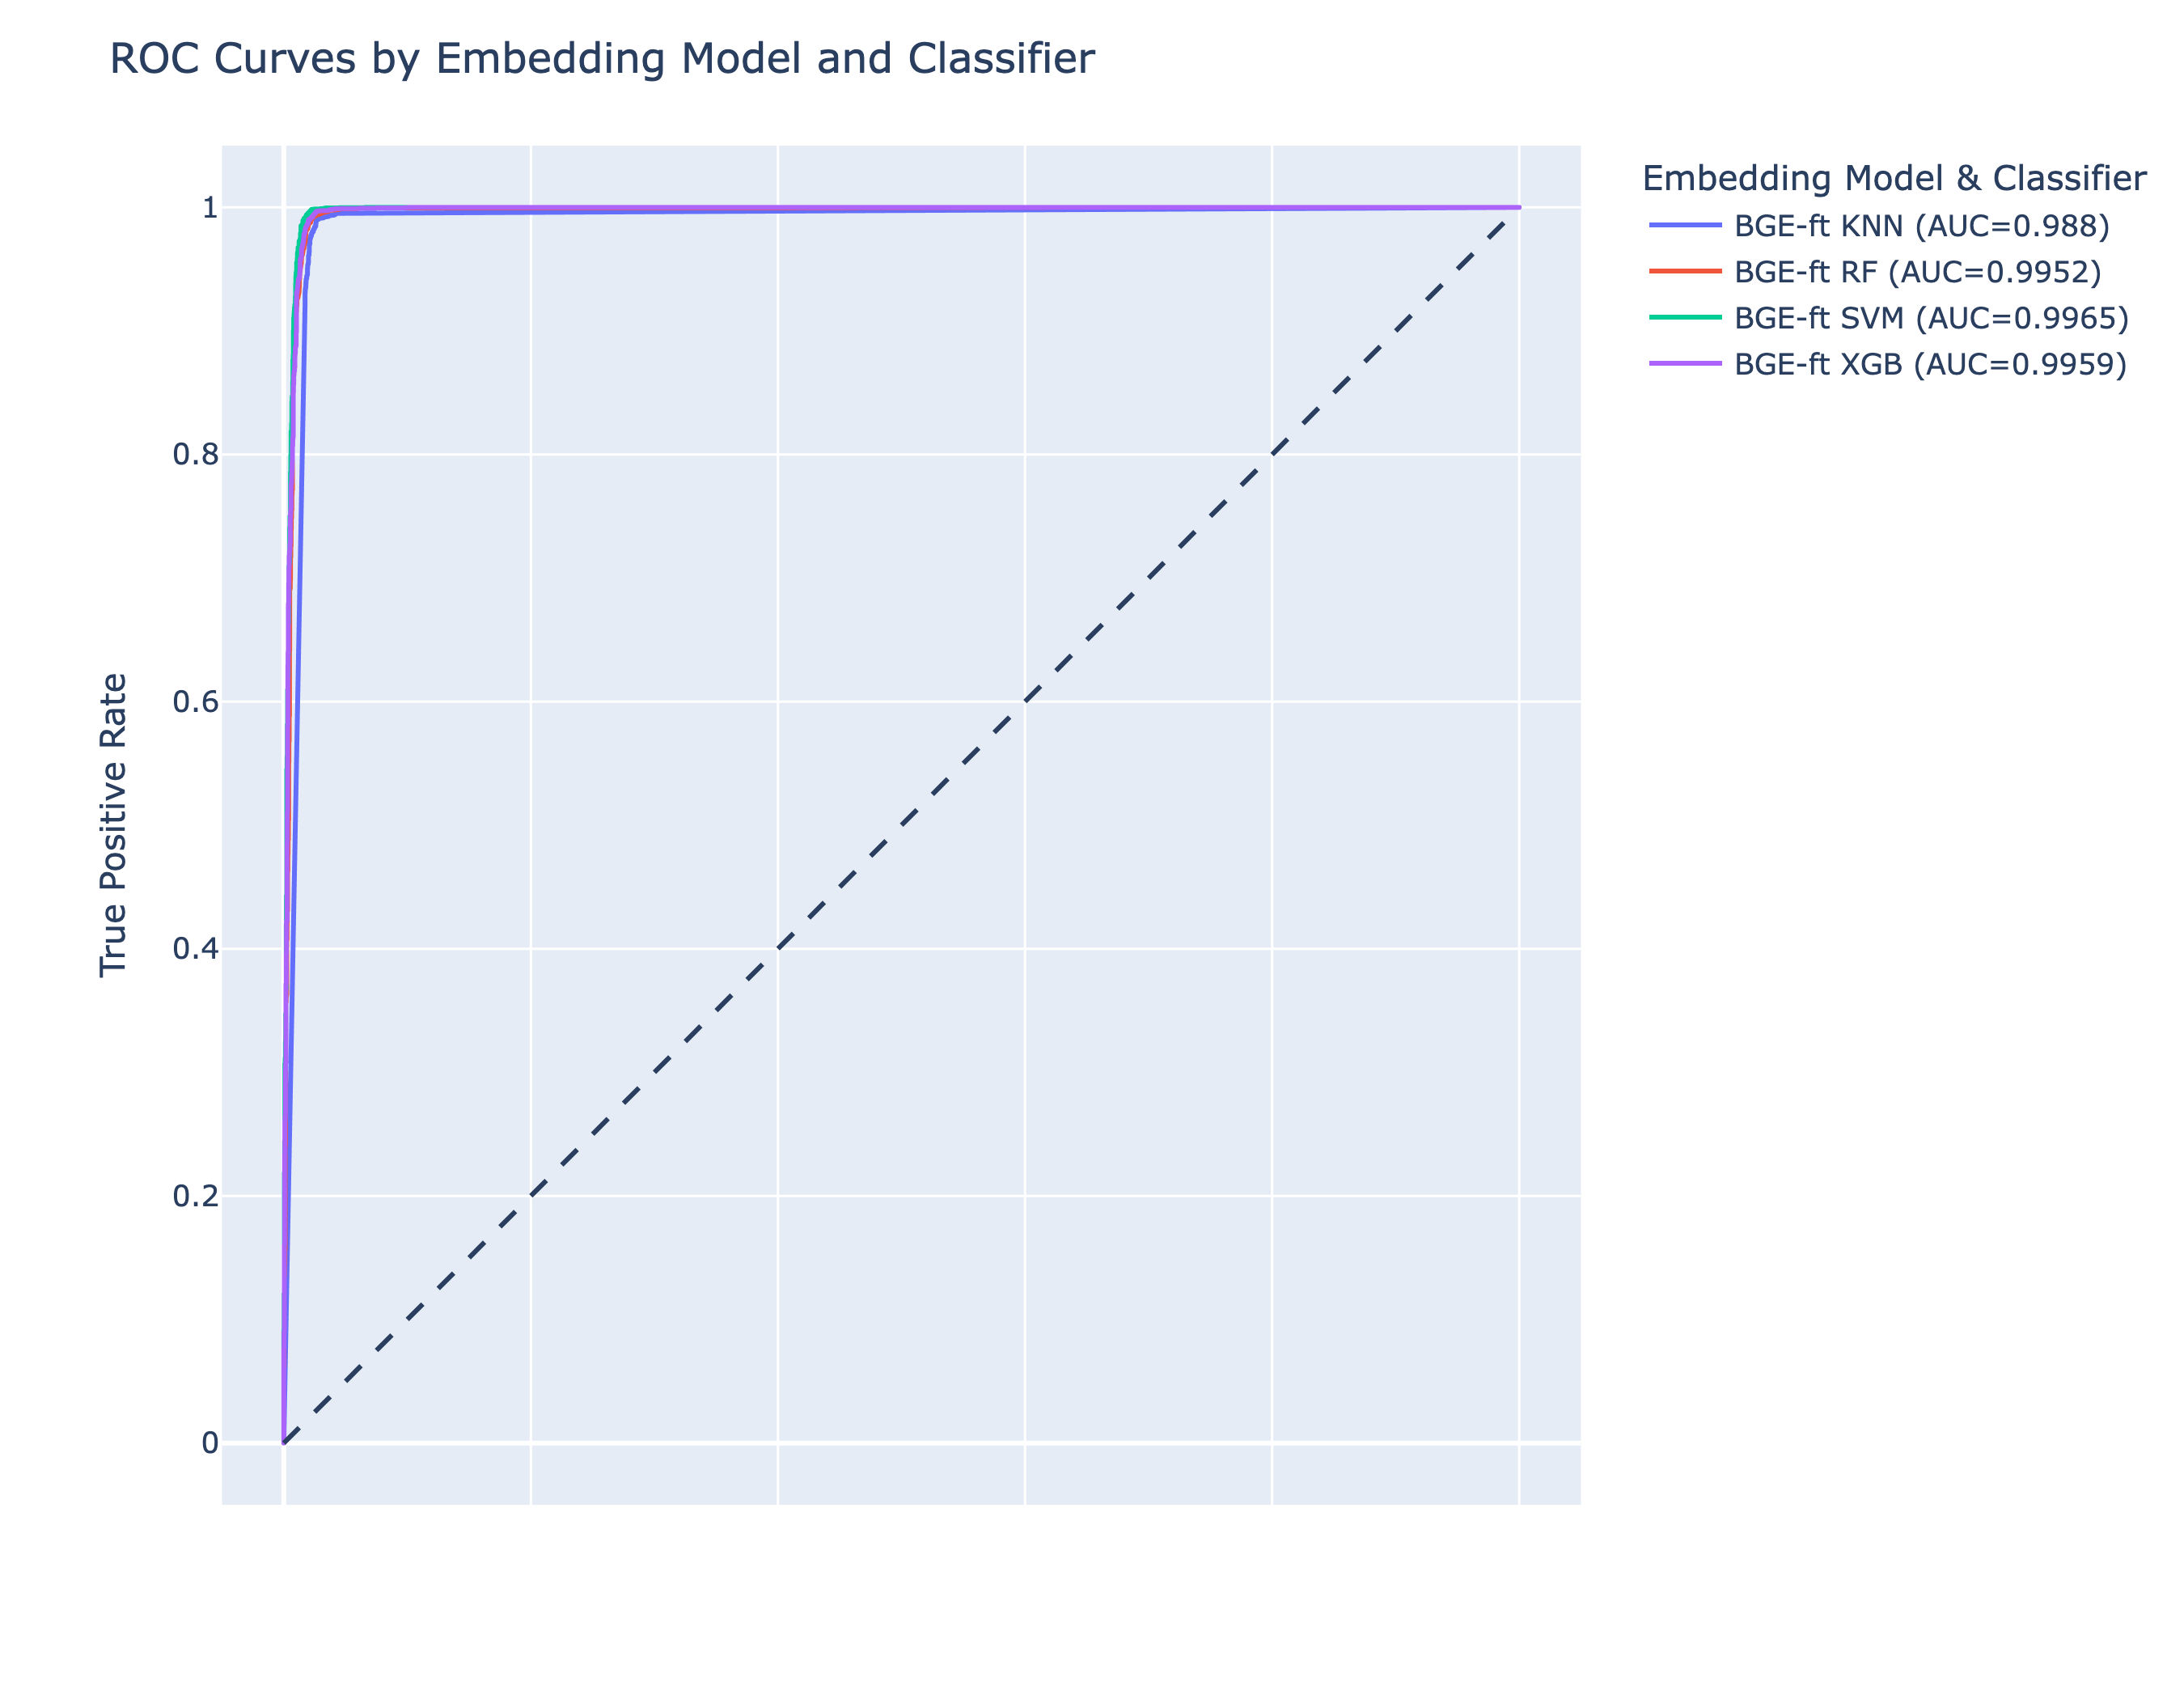 ROC Curves by Embedding Model and Classifier
Embedding Model & Classifier
BGE-ft KNN (AUC=0.988)
BGE-ft RF (AUC=0.9952)
BGE-ft SVM (AUC=0.9965)
BGE-ft XGB (AUC=0.9959)
True Positive Rate
1
0.8
0.6
0.4
0.2
0